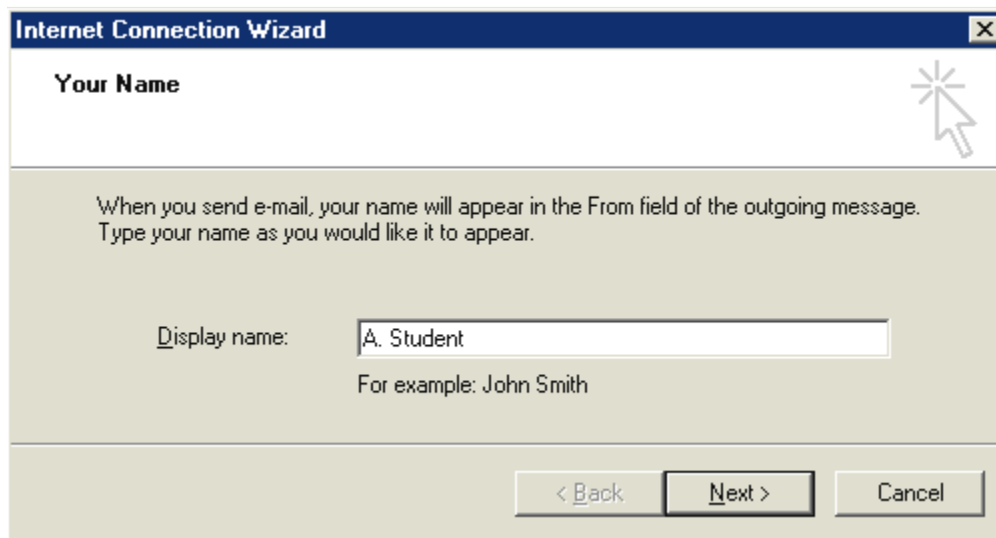 Internet Connection Wizard
Your Name
When you send e-mail, your name will appear in the From field of the outgoing message.
Type your name as you would like it to appear.
Display name: A. Student
For example: John Smith
< Back Next > Cancel